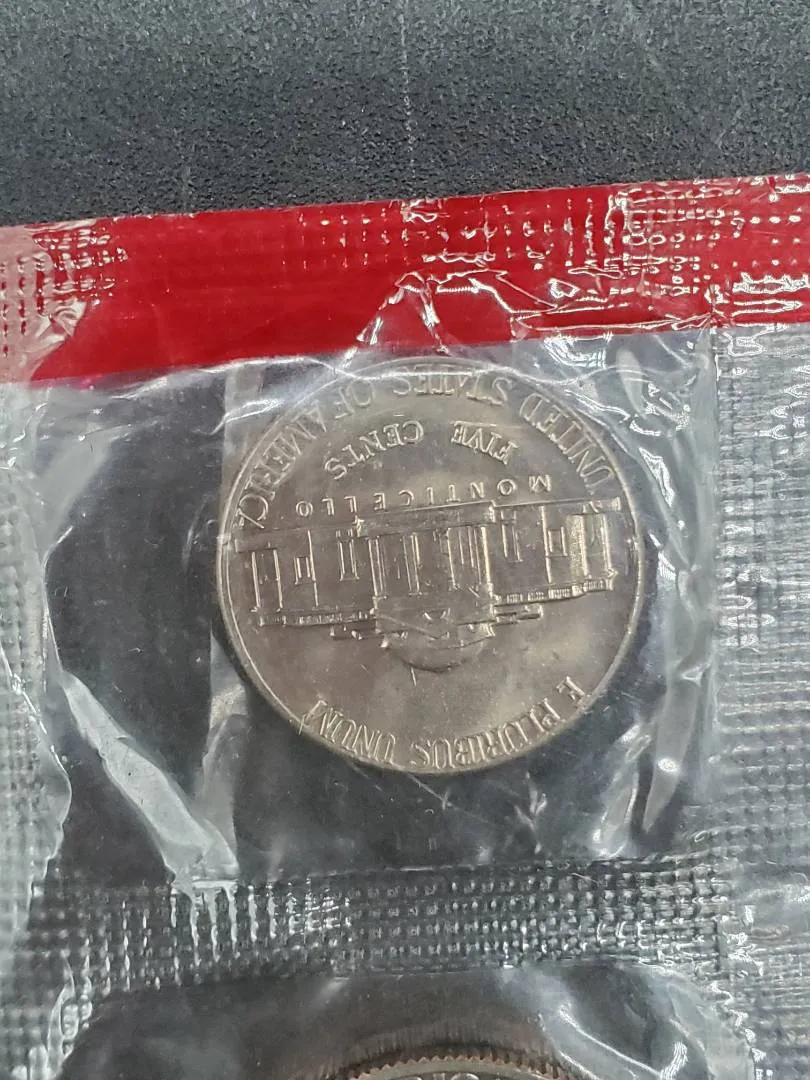 E PLURIBUS UNUM
MONTICELLO
FIVE CENTS
UNITED STATES OF AMERICA